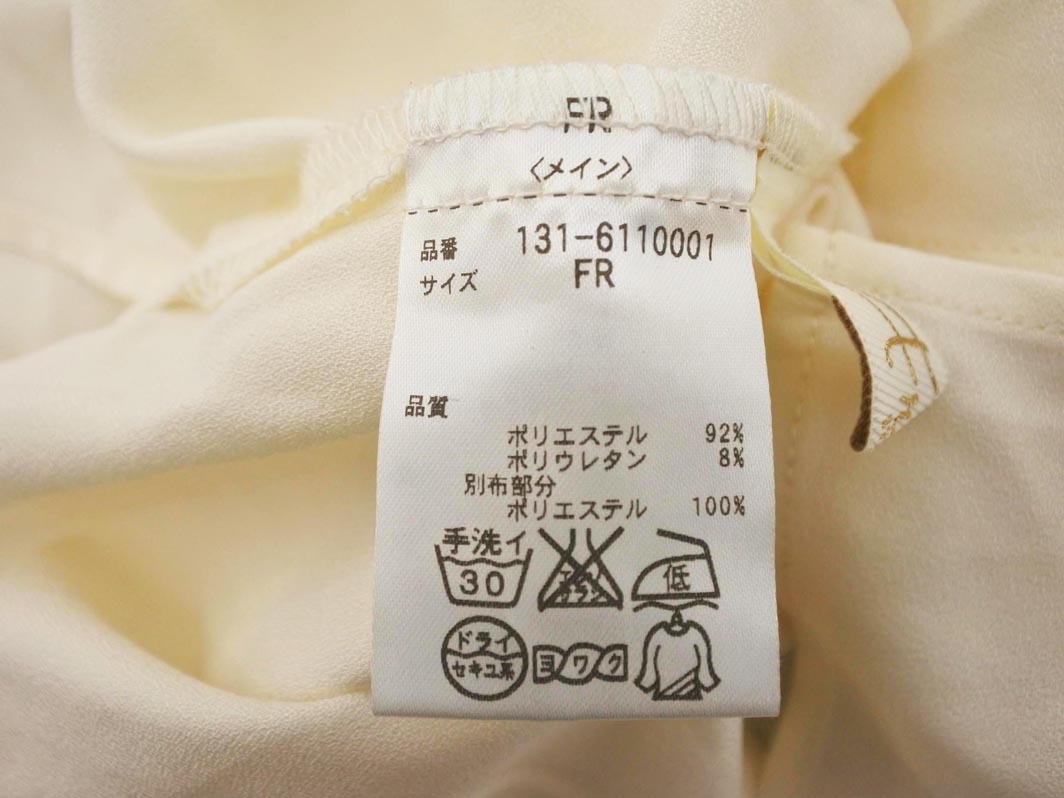 FR
〈メイン〉
品番 131-6110001
サイズ FR
品質
ポリエステル 92%
ポリウレタン 8%
別布部分
ポリエステル 100%
手洗イ
30
低
ドライ
セキユ系
ヨワク